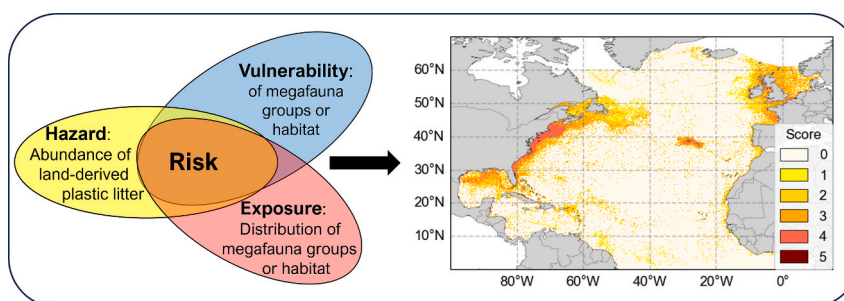 Vulnerability:
of megafauna
groups or
habitat
Hazard:
Abundance of
land-derived
plastic litter
Risk
Exposure:
Distribution of
megafauna groups
or habitat
60°N
50°N
40°N
30°N
20°N
10°N
80°W
60°W
40°W
20°W
0°
Score
0
1
2
3
4
5